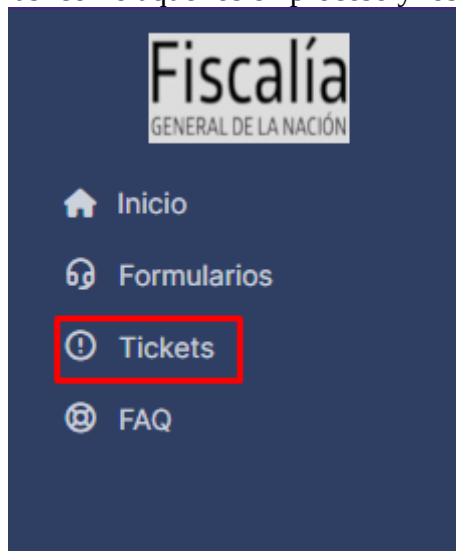 Fiscalía
GENERAL DE LA NACIÓN
Inicio
Formularios
Tickets
FAQ